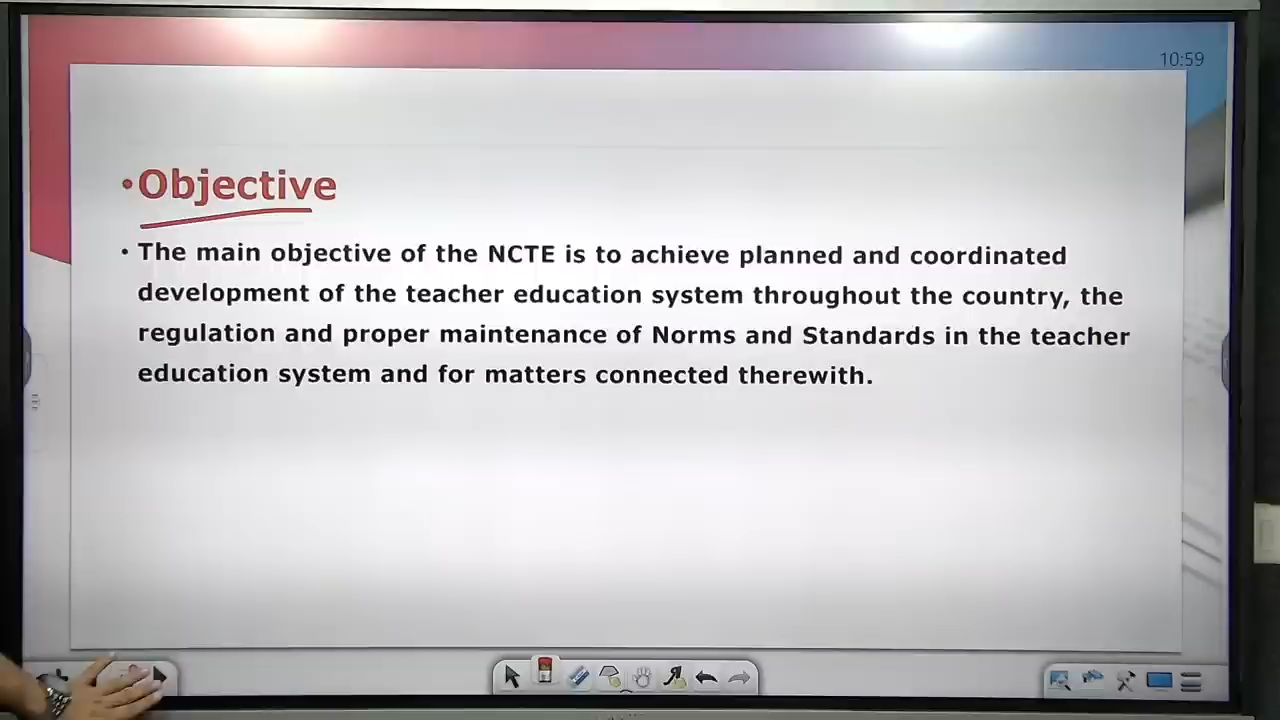 10:59
•Objective
• The main objective of the NCTE is to achieve planned and coordinated
development of the teacher education system throughout the country, the
regulation and proper maintenance of Norms and Standards in the teacher
education system and for matters connected therewith.